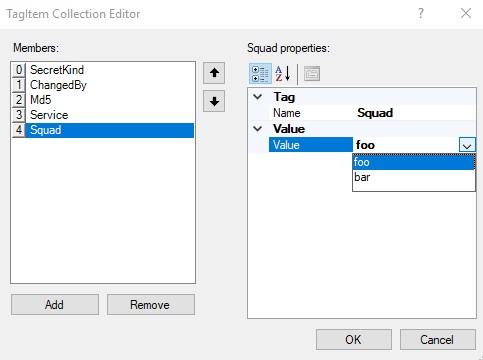 TagItem Collection Editor
? ×
Members:
0 SecretKind
1 ChangedBy
2 Md5
3 Service
4 Squad
Add Remove
Squad properties:
A
Z
Tag
Name Squad
Value
Value foo
foo
bar
OK Cancel